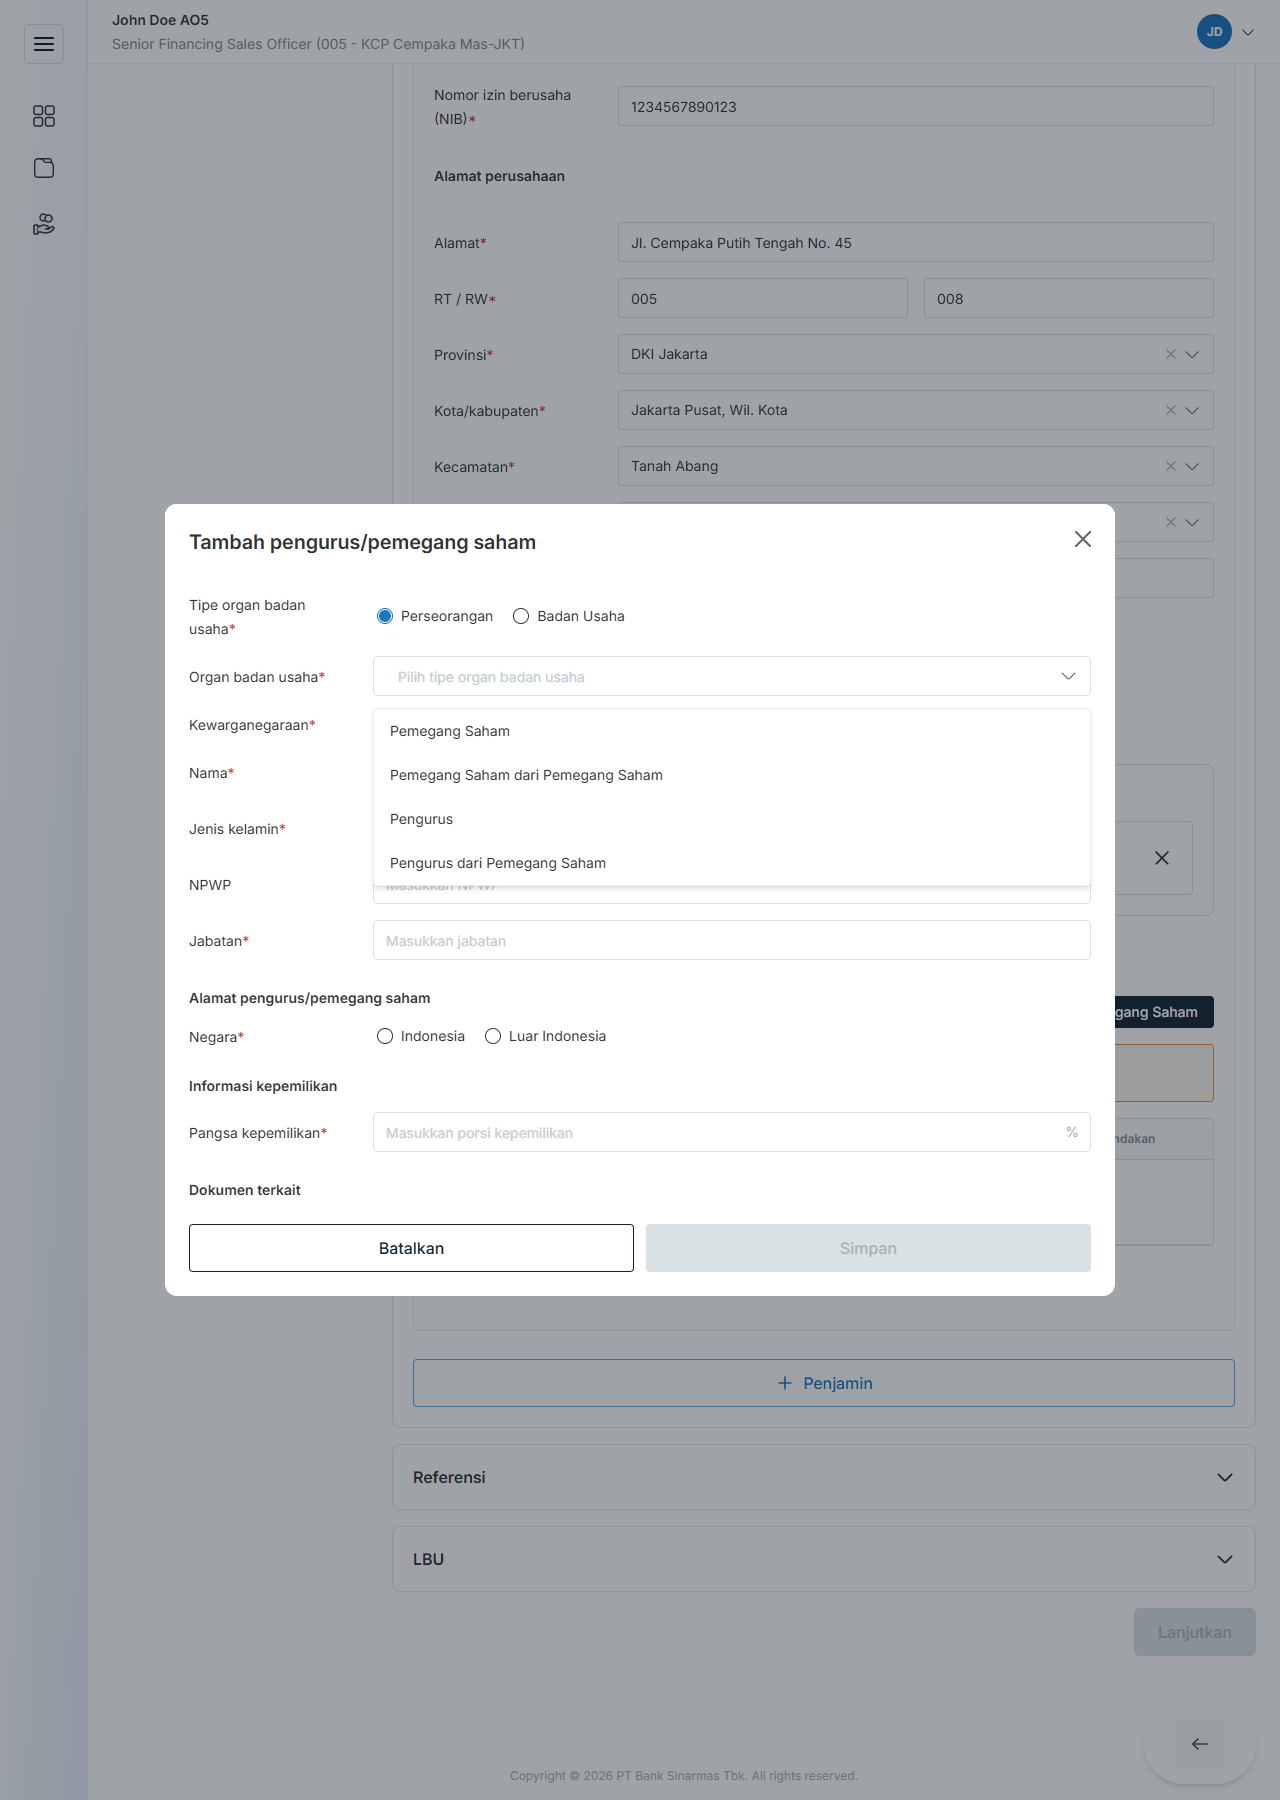 John Doe AO5
Senior Financing Sales Officer (005 - KCP Cempaka Mas-JKT)
JD
Nomor izin berusaha
(NIB)*
1234567890123
Alamat perusahaan
Alamat*
Jl. Cempaka Putih Tengah No. 45
RT / RW*
005
008
Provinsi*
DKI Jakarta
Kota/kabupaten*
Jakarta Pusat, Wil. Kota
Kecamatan*
Tanah Abang
Tambah pengurus/pemegang saham
Tipe organ badan
usaha*
Perseorangan
Badan Usaha
Organ badan usaha*
Pilih tipe organ badan usaha
Kewarganegaraan*
Pemegang Saham
Nama*
Pemegang Saham dari Pemegang Saham
Pengurus
Jenis kelamin*
Pengurus dari Pemegang Saham
NPWP
Masukkan NPWP
Jabatan*
Masukkan jabatan
Alamat pengurus/pemegang saham
gang Saham
Negara*
Indonesia
Luar Indonesia
Informasi kepemilikan
Pangsa kepemilikan*
Masukkan porsi kepemilikan
%
ndakan
Dokumen terkait
Batalkan
Simpan
+ Penjamin
Referensi
LBU
Lanjutkan
Copyright © 2026 PT Bank Sinarmas Tbk. All rights reserved.